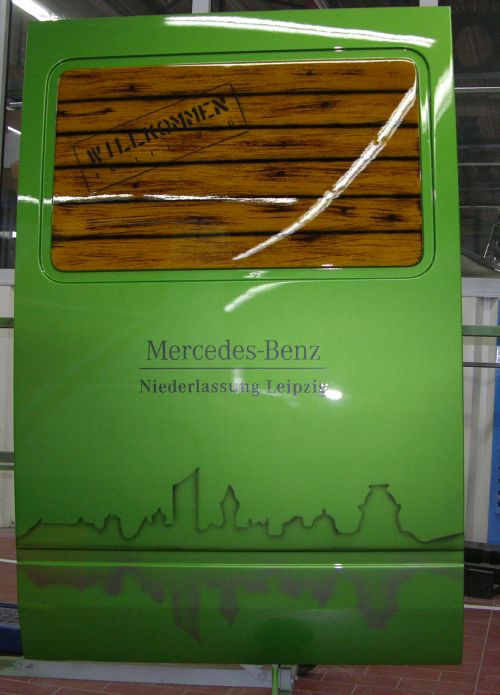 WILLKOMMEN
Mercedes-Benz
Niederlassung Leipzig